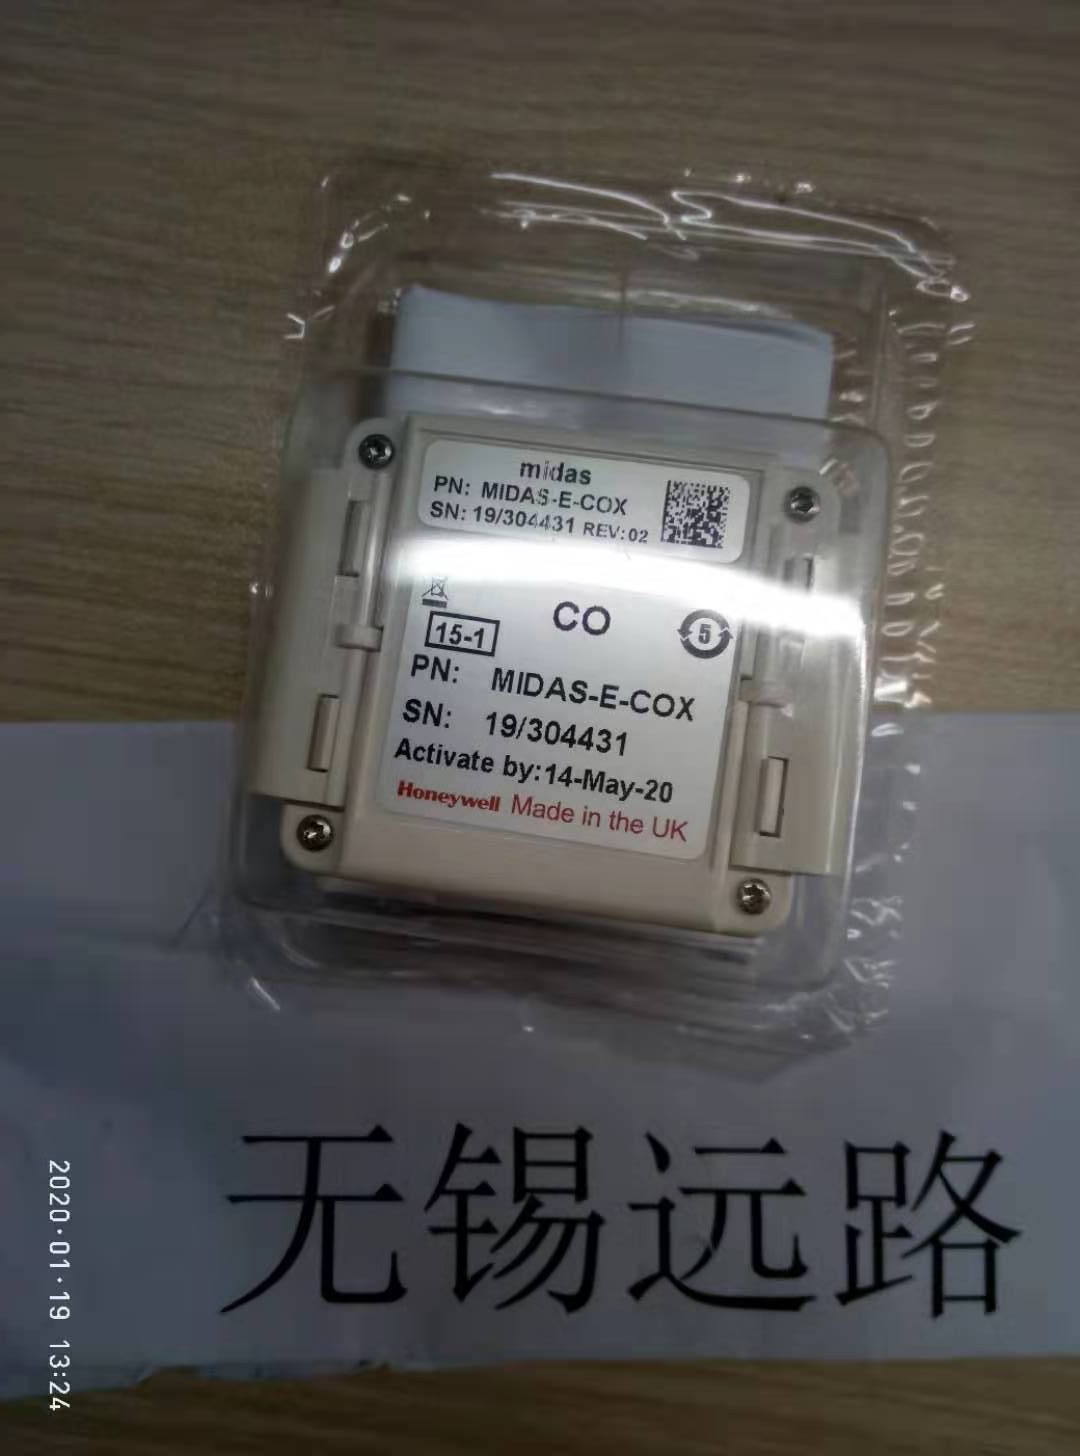 midas
PN: MIDAS-E-COX
SN: 19/304431 REV:02
CO
5
15-1
PN: MIDAS-E-COX
SN: 19/304431
Activate by:14-May-20
Honeywell Made in the UK
无锡远路
2020·01·19 13:24